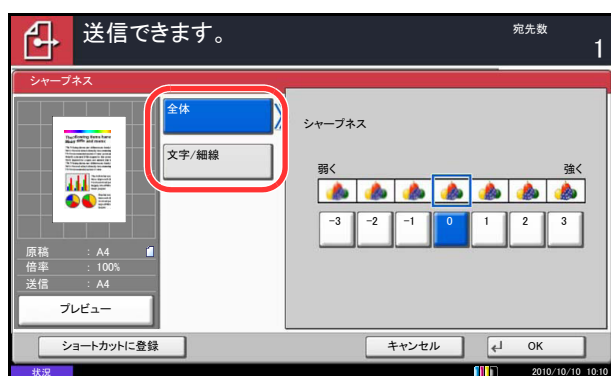 送信できます。
宛先数
1
シャープネス
全体
文字/細線
シャープネス
弱く 強く
-3 -2 -1 0 1 2 3
原稿 : A4
倍率 : 100%
送信 : A4
プレビュー
ショートカットに登録
キャンセル
OK
状況
2010/10/10 10:10